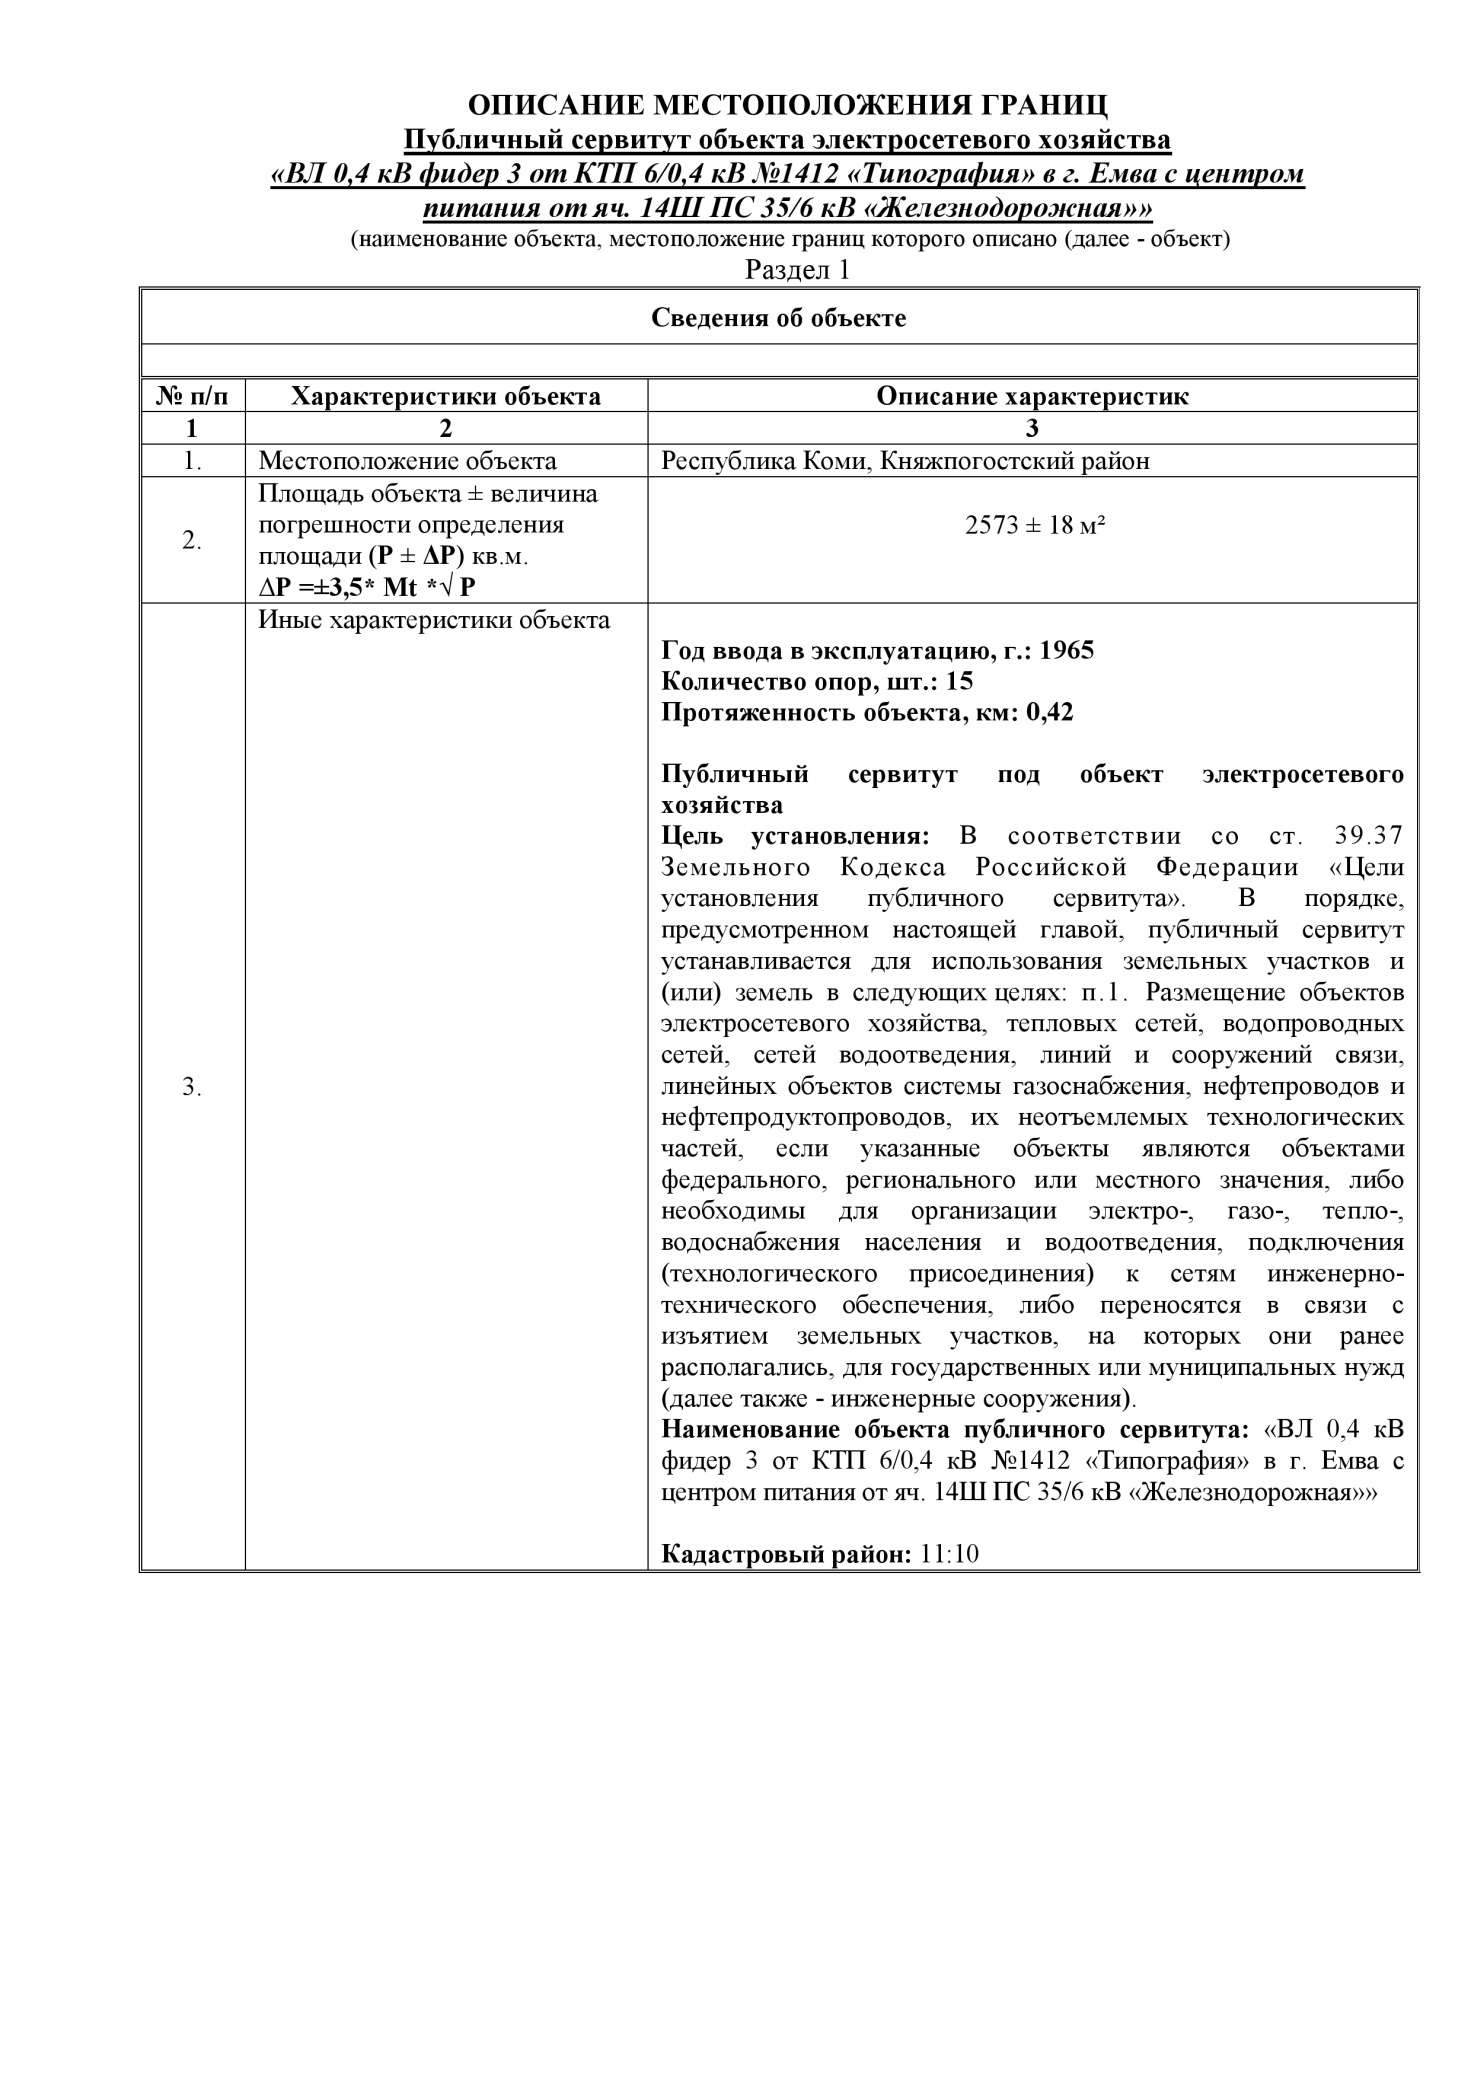 ОПИСАНИЕ МЕСТОПОЛОЖЕНИЯ ГРАНИЦ
Публичный сервитут объекта электросетевого хозяйства
«ВЛ 0,4 кВ фидер 3 от КТП 6/0,4 кВ №1412 «Типография» в г. Емва с центром
питания от яч. 14Ш ПС 35/6 кВ «Железнодорожная»»
(наименование объекта, местоположение границ которого описано (далее - объект)
Раздел 1
Сведения об объекте
№ п/п Характеристики объекта Описание характеристик
1 2 3
1. Местоположение объекта Республика Коми, Княжпогостский район
2.
Площадь объекта ± величина
погрешности определения
площади (P ± ΔP) кв.м.
ΔP =±3,5* Mt *√ P
2573 ± 18 м²
3.
Иные характеристики объекта
Год ввода в эксплуатацию, г.: 1965
Количество опор, шт.: 15
Протяженность объекта, км: 0,42
Публичный сервитут под объект электросетевого
хозяйства
Цель установления: В соответствии со ст. 39.37
Земельного Кодекса Российской Федерации «Цели
установления публичного сервитута». В порядке,
предусмотренном настоящей главой, публичный сервитут
устанавливается для использования земельных участков и
(или) земель в следующих целях: п.1. Размещение объектов
электросетевого хозяйства, тепловых сетей, водопроводных
сетей, сетей водоотведения, линий и сооружений связи,
линейных объектов системы газоснабжения, нефтепроводов и
нефтепродуктопроводов, их неотъемлемых технологических
частей, если указанные объекты являются объектами
федерального, регионального или местного значения, либо
необходимы для организации электро-, газо-, тепло-,
водоснабжения населения и водоотведения, подключения
(технологического присоединения) к сетям инженерно-
технического обеспечения, либо переносятся в связи с
изъятием земельных участков, на которых они ранее
располагались, для государственных или муниципальных нужд
(далее также - инженерные сооружения).
Наименование объекта публичного сервитута: «ВЛ 0,4 кВ
фидер 3 от КТП 6/0,4 кВ №1412 «Типография» в г. Емва с
центром питания от яч. 14Ш ПС 35/6 кВ «Железнодорожная»»
Кадастровый район: 11:10